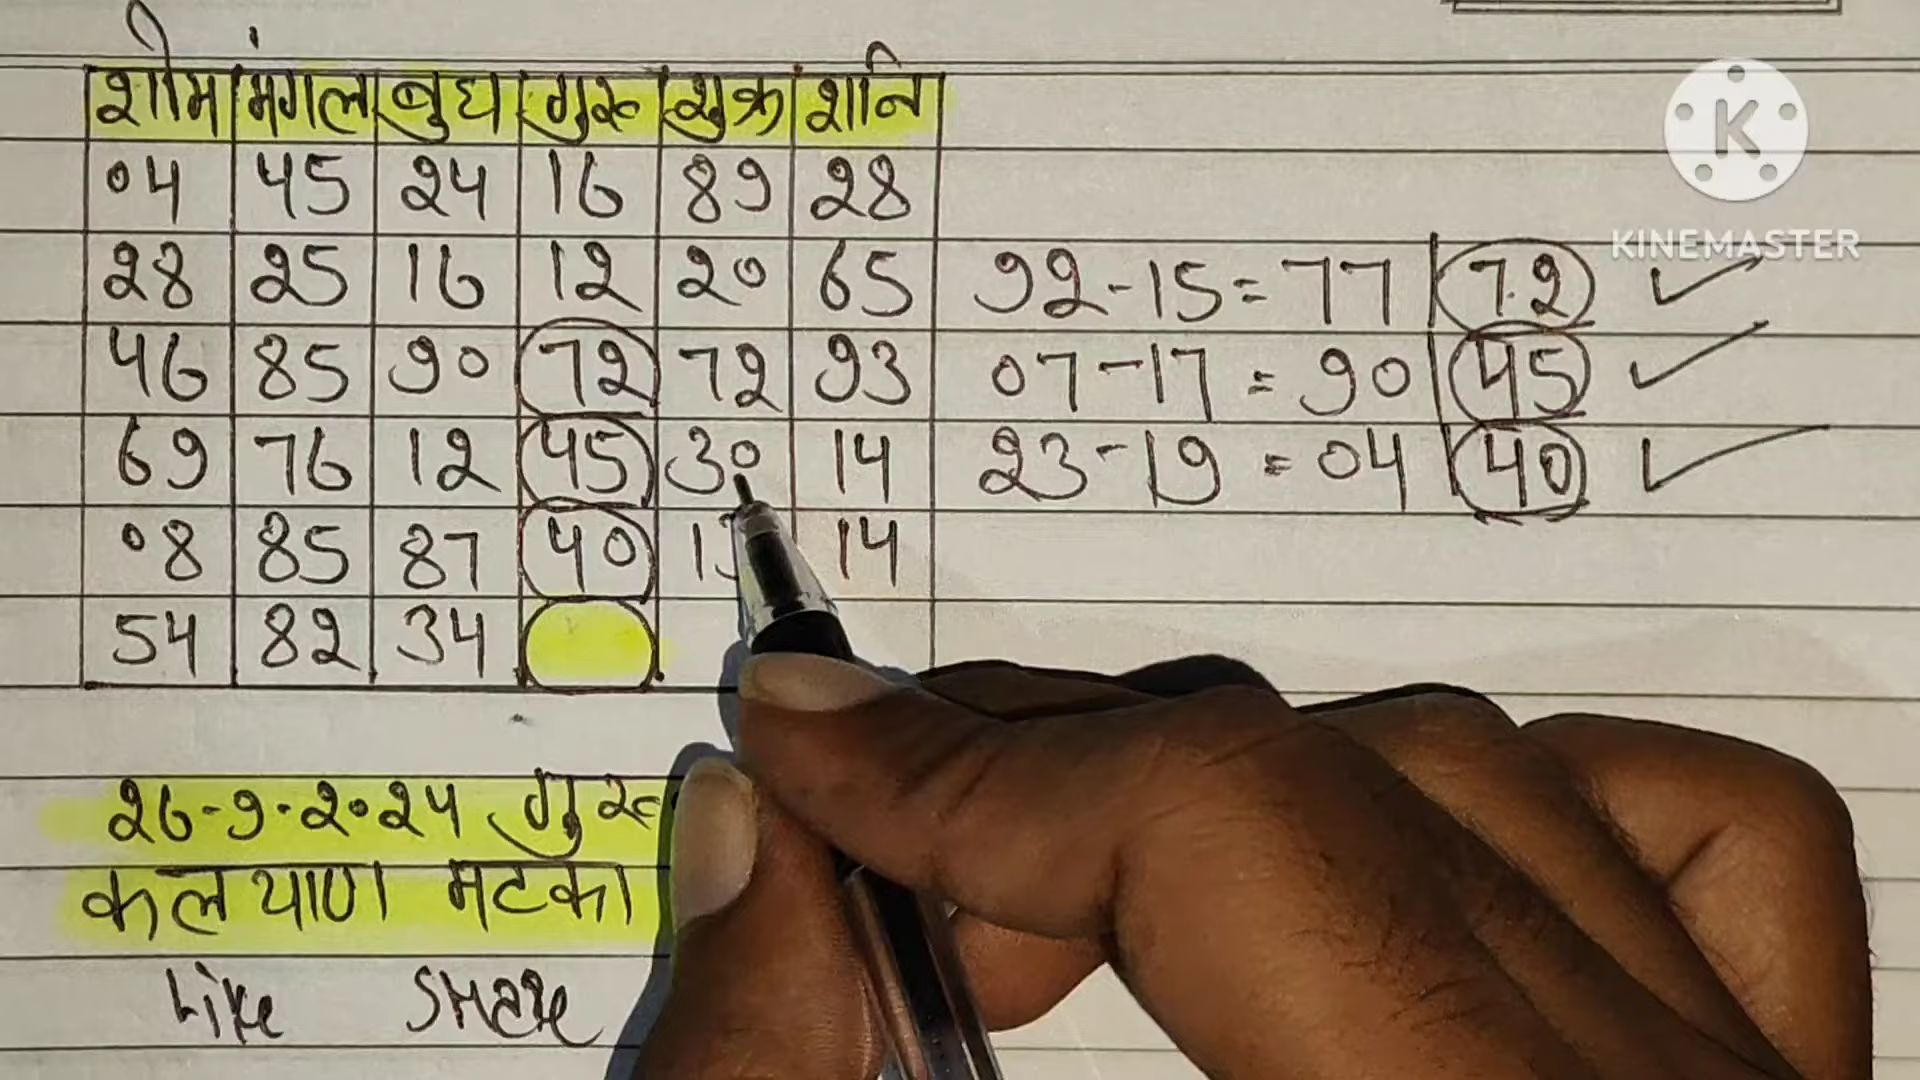 शोम मंगल बुध गुरु शुक्र शनि
04 45 24 16 89 28
28 25 16 12 20 65 92-15=77 72
46 85 90 72 72 93 07-17=90 45
69 76 12 45 30 14 23-19=04 40
08 85 87 40 14
54 82 34
26-9-2024 गुरु
कलयाण मटका
Like Share
K
KINEMASTER